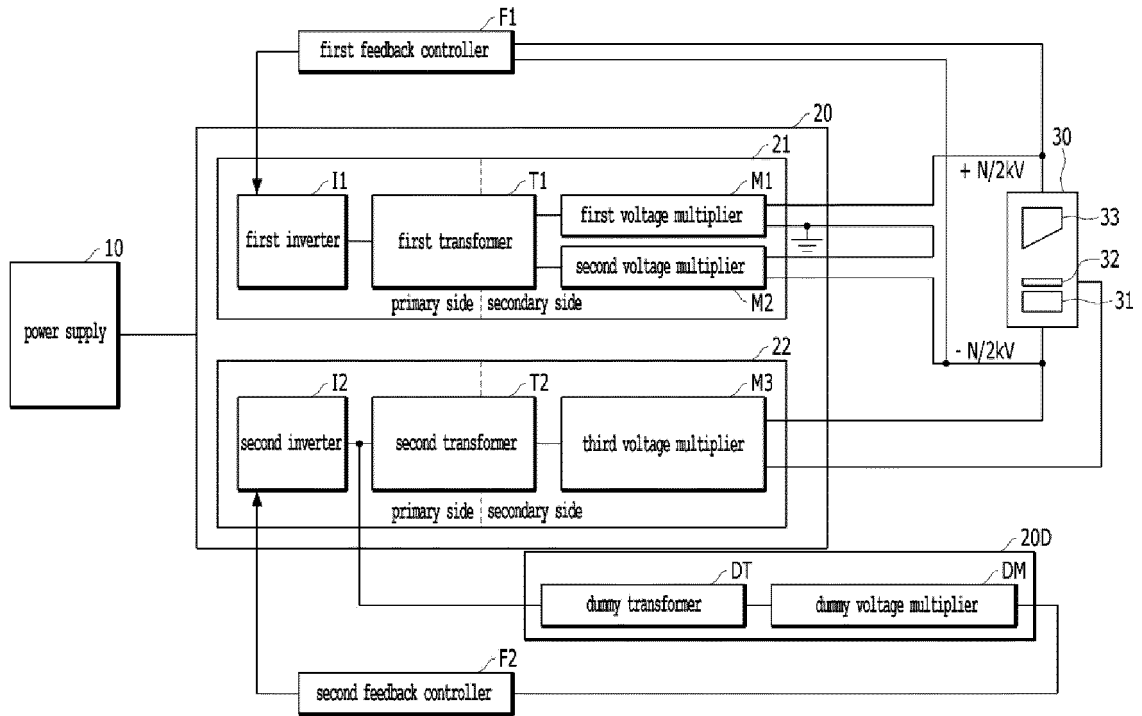 F1
first feedback controller
20
21
30
I1
T1
M1
+ N/2kV
33
first inverter
first transformer
first voltage multiplier
10
second voltage multiplier
32
M2
31
power supply
primary side
secondary side
22
- N/2kV
I2
T2
M3
second inverter
second transformer
third voltage multiplier
primary side
secondary side
20D
DT
DM
dummy transformer
dummy voltage multiplier
F2
second feedback controller